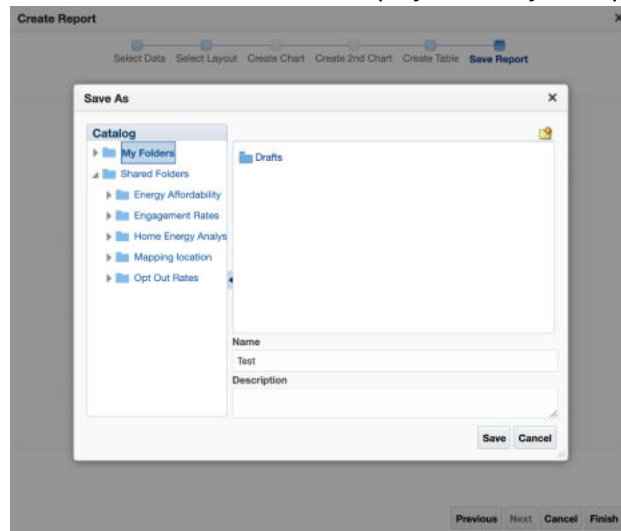 Create Report
Select Data Select Layout Create Chart Create 2nd Chart Create Table Save Report
Save As
Catalog
My Folders
Shared Folders
Energy Affordability
Engagement Rates
Home Energy Analys
Mapping location
Opt Out Rates
Drafts
Name
Test
Description
Save Cancel
Previous Next Cancel Finish